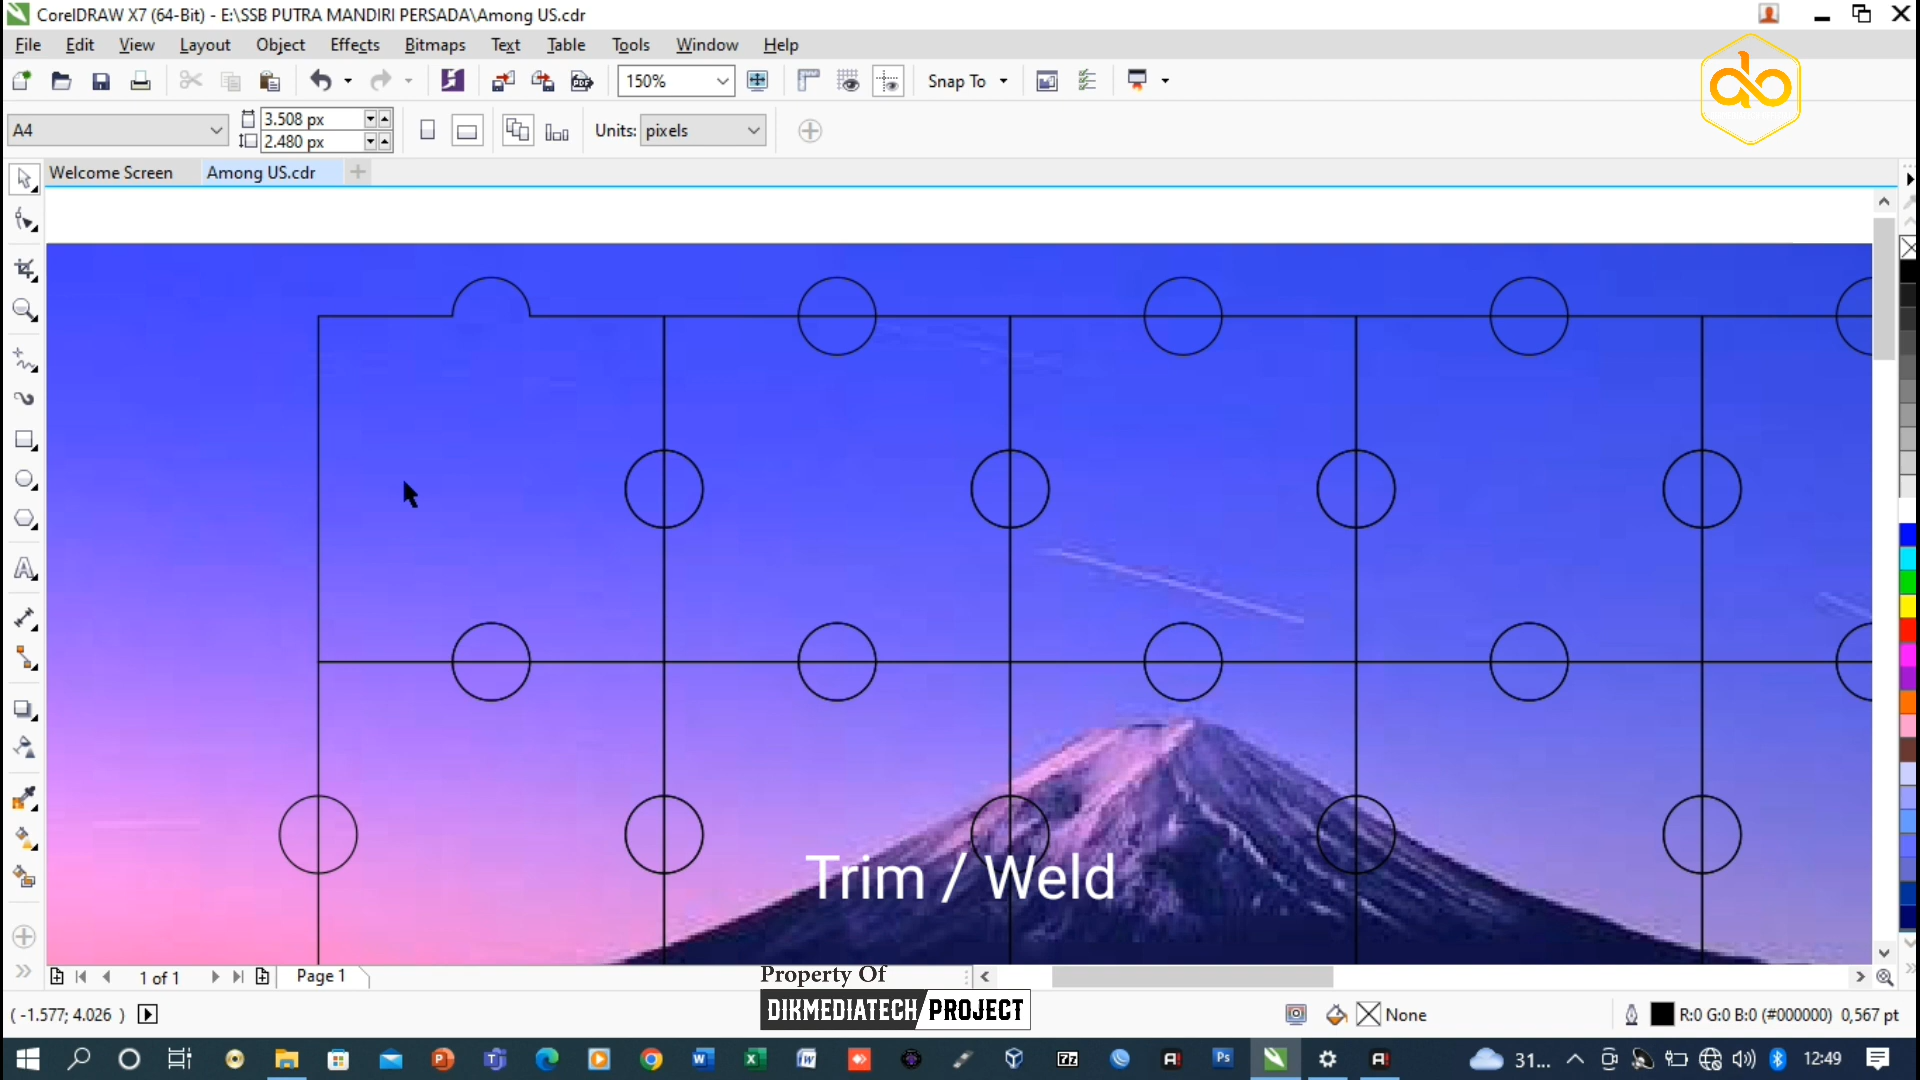 CorelDRAW X7 (64-Bit) - E:\SSB PUTRA MANDIRI PERSADA\Among US.cdr
File Edit View Layout Object Effects Bitmaps Text Table Tools Window Help
150% Snap To
A4 3.508 px 2.480 px Units: pixels
Welcome Screen Among US.cdr
Trim / Weld
1 of 1 Page 1
Property Of
DIKMEDIATECH/PROJECT
( -1.577; 4.026 ) None R:0 G:0 B:0 (#000000) 0,567 pt
31... 12:49